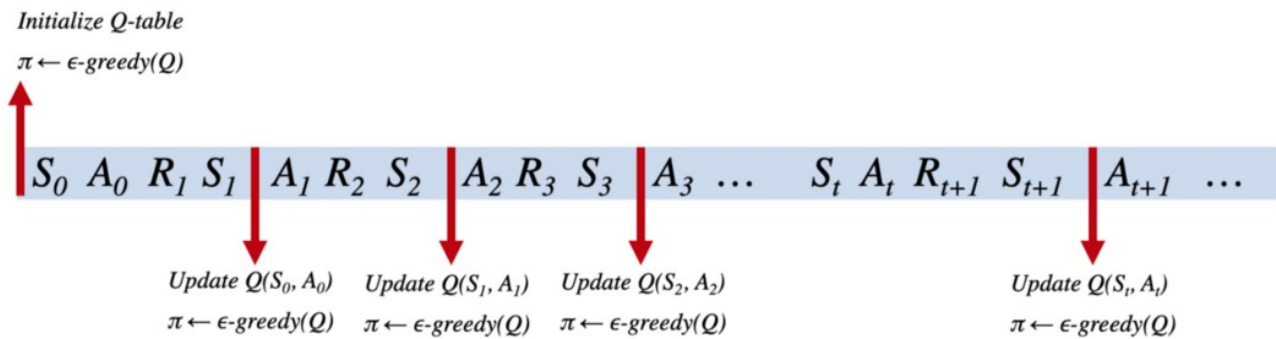 Initialize Q-table
π ← ϵ-greedy(Q)
S₀ A₀ R₁ S₁ A₁ R₂ S₂ A₂ R₃ S₃ A₃ … Sₜ Aₜ Rₜ₊₁ Sₜ₊₁ Aₜ₊₁ …
Update Q(S₀, A₀) Update Q(S₁, A₁) Update Q(S₂, A₂) Update Q(Sₜ, Aₜ)
π ← ϵ-greedy(Q) π ← ϵ-greedy(Q) π ← ϵ-greedy(Q) π ← ϵ-greedy(Q)